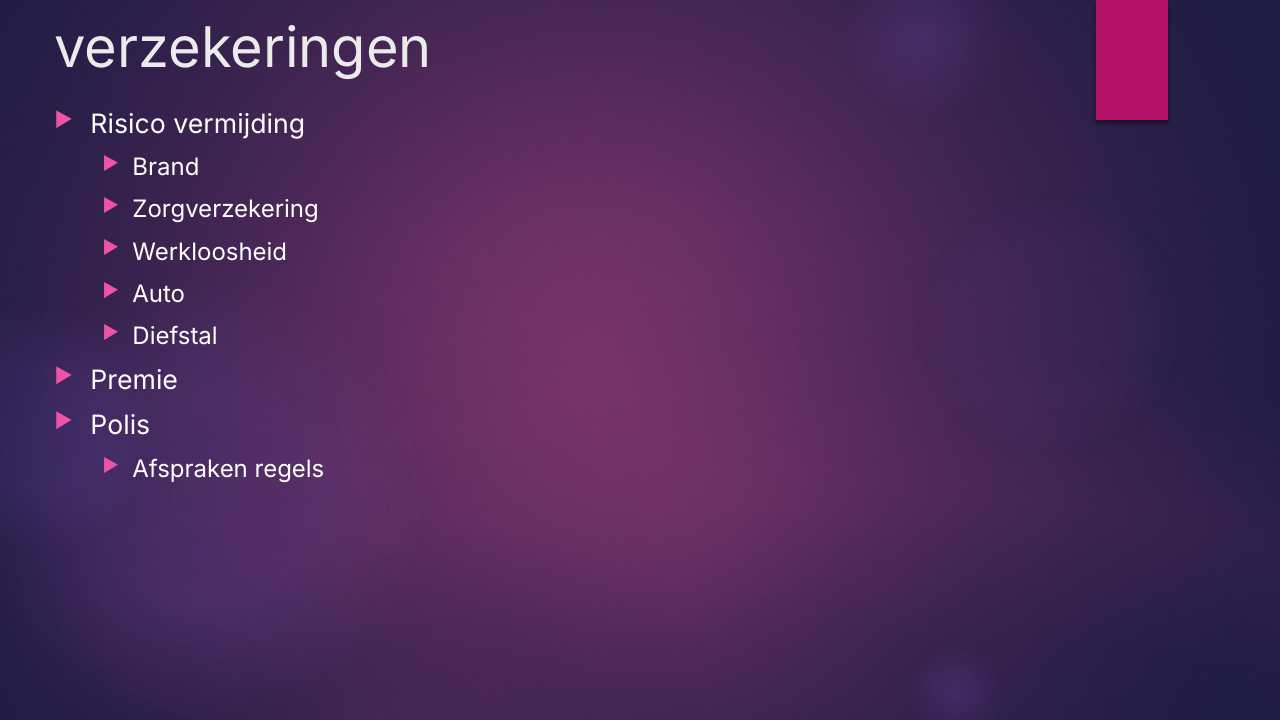 verzekeringen
Risico vermijding
Brand
Zorgverzekering
Werkloosheid
Auto
Diefstal
Premie
Polis
Afspraken regels